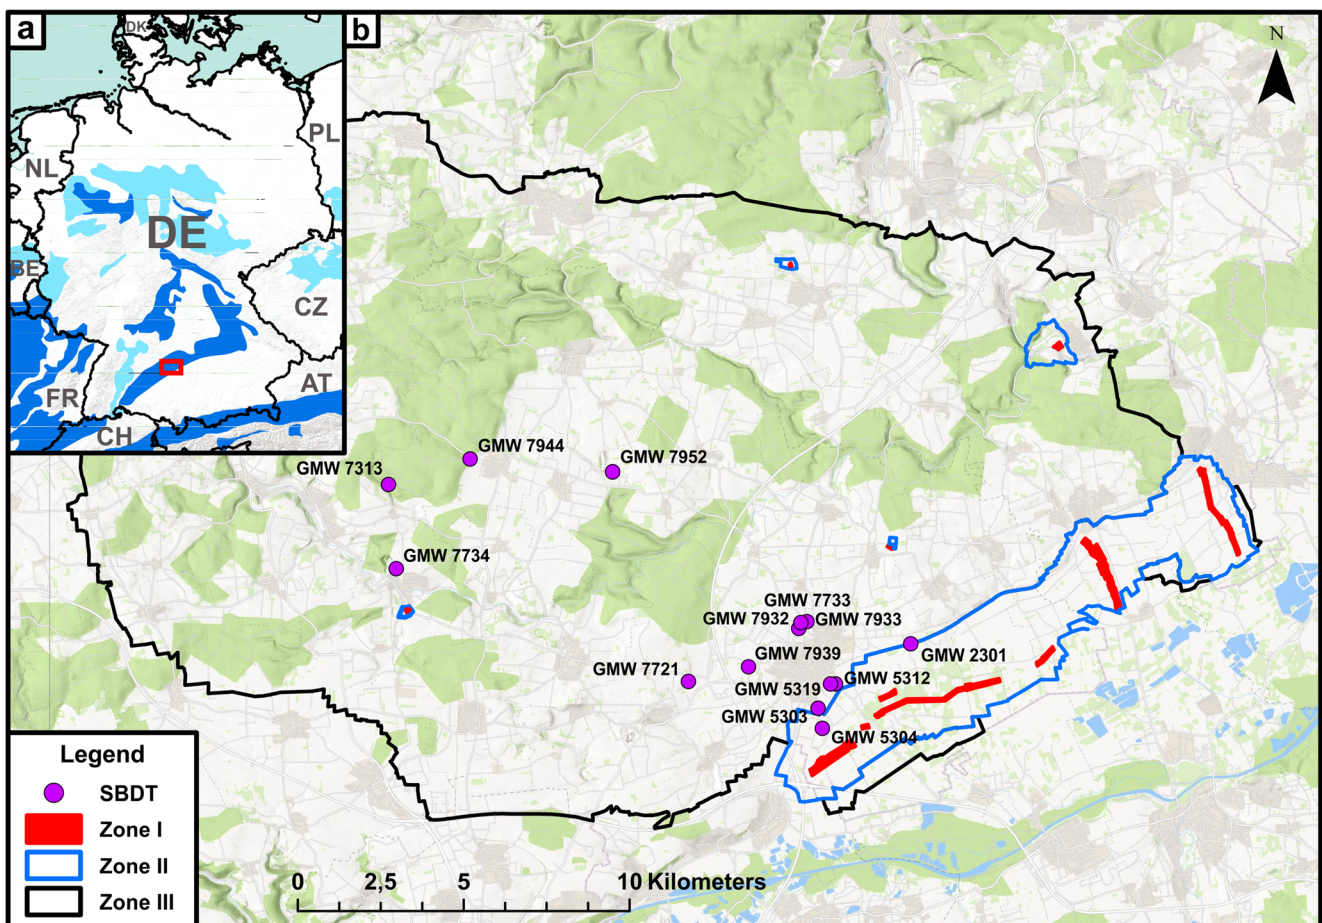 a
b
DK
N
PL
NL
DE
BE
CZ
FR
AT
CH
GMW 7944
GMW 7313
GMW 7952
GMW 7734
GMW 7733
GMW 7932
GMW 7933
GMW 7939
GMW 2301
GMW 7721
GMW 5312
GMW 5319
GMW 5303
GMW 5304
Legend
SBDT
Zone I
Zone II
Zone III
0 2,5 5 10 Kilometers